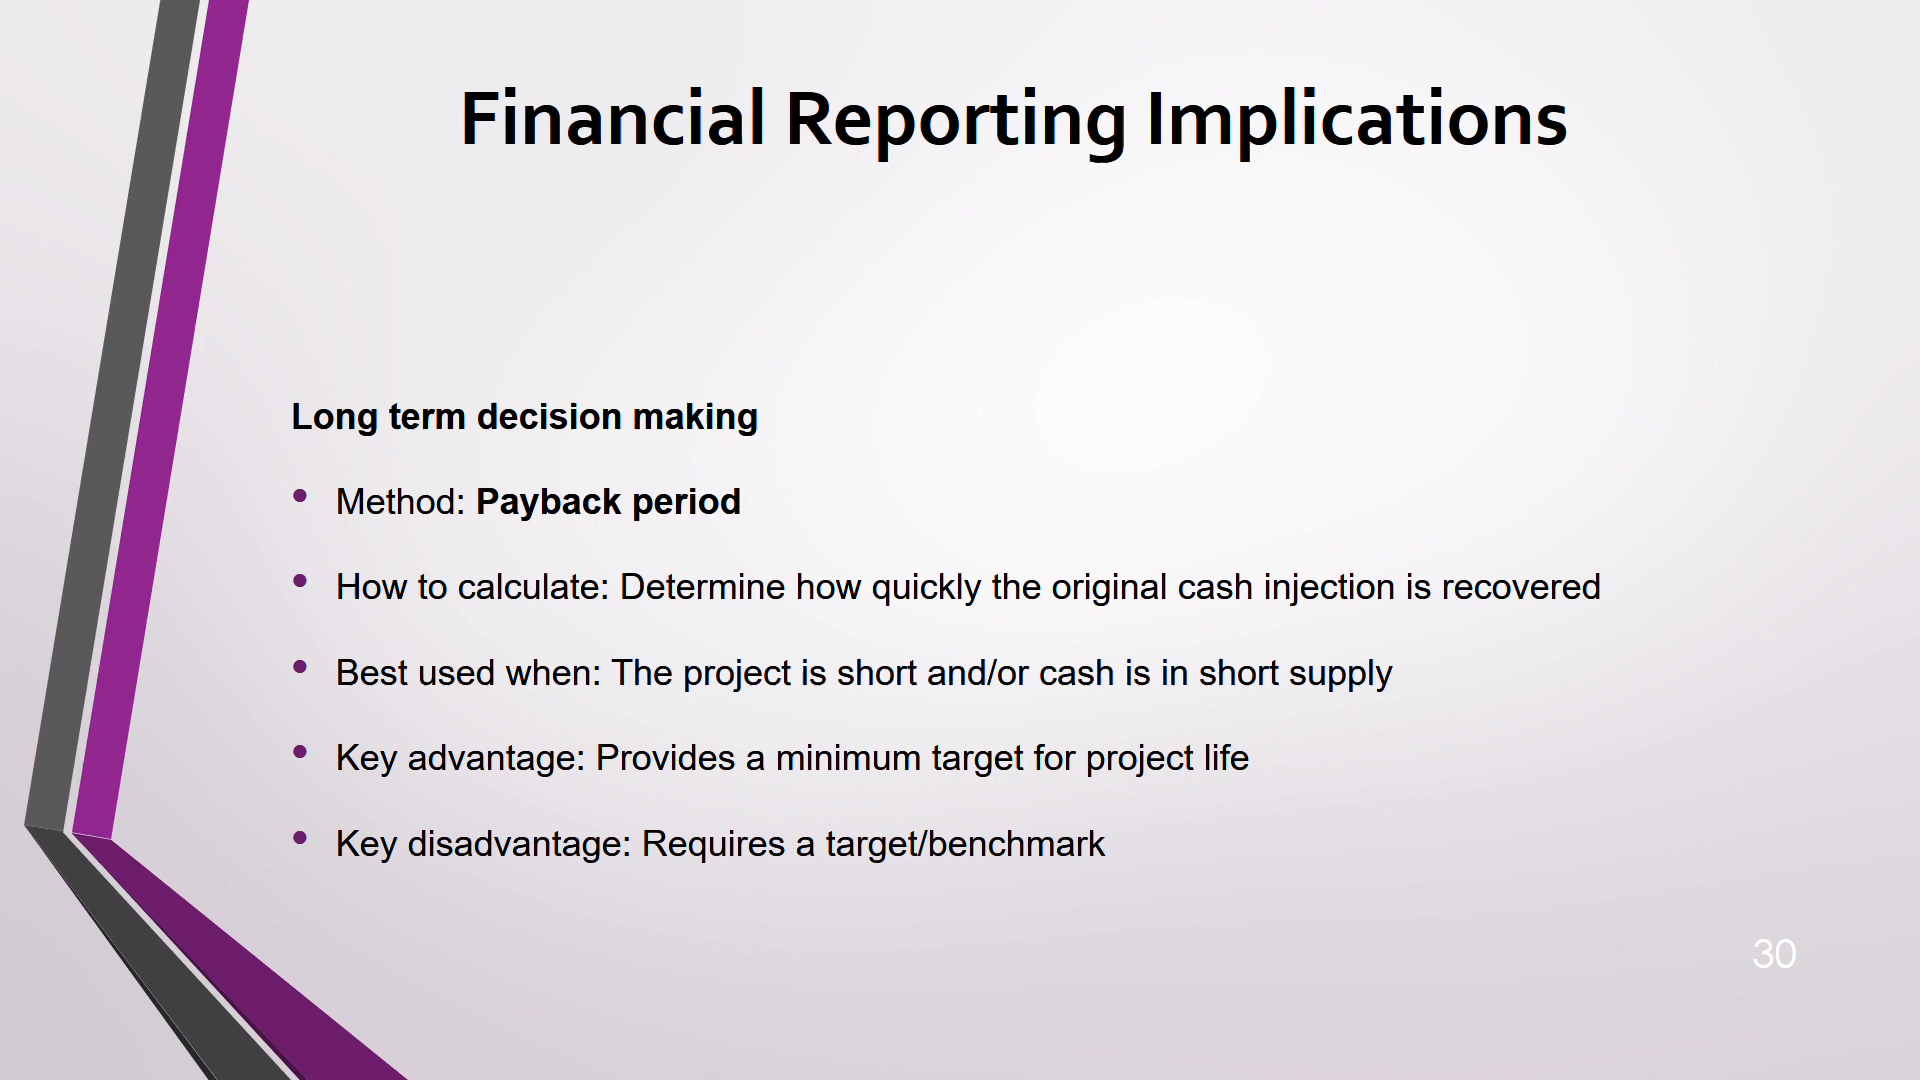 Financial Reporting Implications
Long term decision making
• Method: Payback period
• How to calculate: Determine how quickly the original cash injection is recovered
• Best used when: The project is short and/or cash is in short supply
• Key advantage: Provides a minimum target for project life
• Key disadvantage: Requires a target/benchmark
30